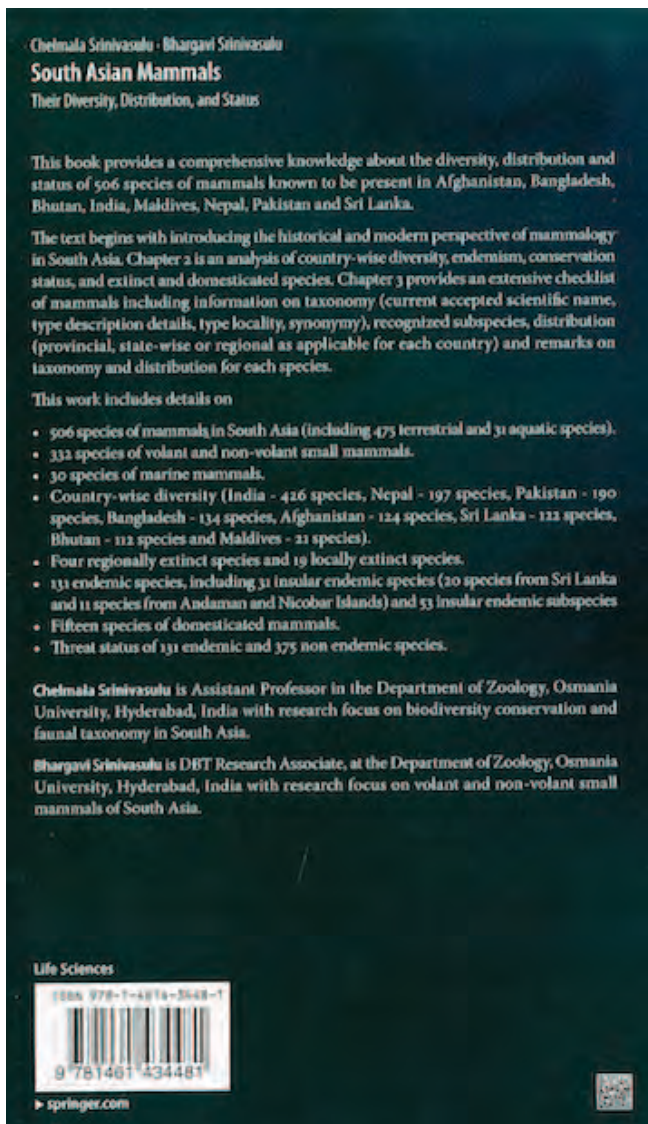 Chelmala Srinivasulu · Bhargavi Srinivasulu
South Asian Mammals
Their Diversity, Distribution, and Status
This book provides a comprehensive knowledge about the diversity, distribution and
status of 506 species of mammals known to be present in Afghanistan, Bangladesh,
Bhutan, India, Maldives, Nepal, Pakistan and Sri Lanka.
The text begins with introducing the historical and modern perspective of mammalogy
in South Asia. Chapter 2 is an analysis of country-wise diversity, endemism, conservation
status, and extinct and domesticated species. Chapter 3 provides an extensive checklist
of mammals including information on taxonomy (current accepted scientific name,
type description details, type locality, synonymy), recognized subspecies, distribution
(provincial, state-wise or regional as applicable for each country) and remarks on
taxonomy and distribution for each species.
This work includes details on
• 506 species of mammals in South Asia (including 475 terrestrial and 31 aquatic species).
• 332 species of volant and non-volant small mammals.
• 30 species of marine mammals.
• Country-wise diversity (India - 426 species, Nepal - 197 species, Pakistan - 190
species, Bangladesh - 134 species, Afghanistan - 124 species, Sri Lanka - 122 species,
Bhutan - 112 species and Maldives - 21 species).
• Four regionally extinct species and 19 locally extinct species.
• 131 endemic species, including 31 insular endemic species (20 species from Sri Lanka
and 11 species from Andaman and Nicobar Islands) and 53 insular endemic subspecies
• Fifteen species of domesticated mammals.
• Threat status of 131 endemic and 375 non endemic species.
Chelmala Srinivasulu is Assistant Professor in the Department of Zoology, Osmania
University, Hyderabad, India with research focus on biodiversity conservation and
faunal taxonomy in South Asia.
Bhargavi Srinivasulu is DBT Research Associate, at the Department of Zoology, Osmania
University, Hyderabad, India with research focus on volant and non-volant small
mammals of South Asia.
Life Sciences
ISBN 978-1-4614-3448-1
9 781461 434481
▸ springer.com